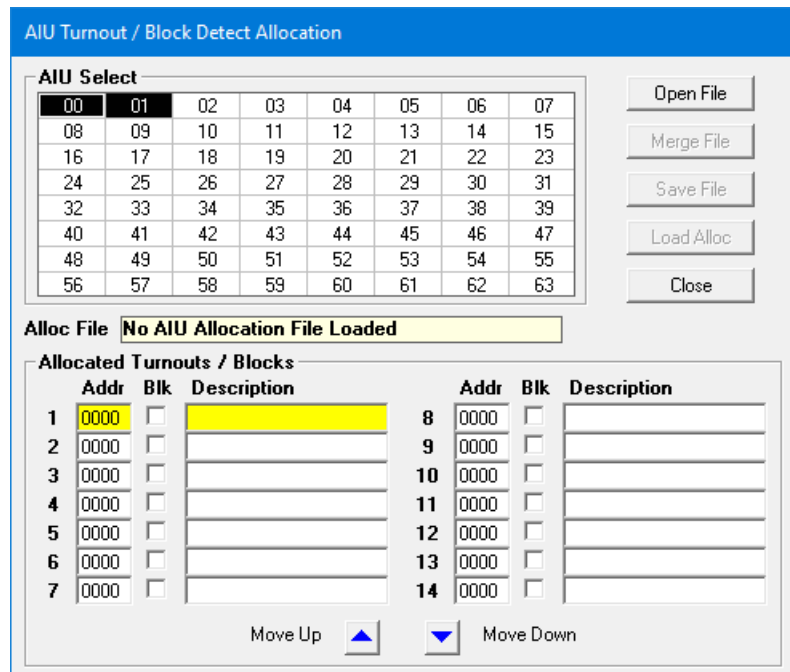 AIU Turnout / Block Detect Allocation
AIU Select
00 01 02 03 04 05 06 07
08 09 10 11 12 13 14 15
16 17 18 19 20 21 22 23
24 25 26 27 28 29 30 31
32 33 34 35 36 37 38 39
40 41 42 43 44 45 46 47
48 49 50 51 52 53 54 55
56 57 58 59 60 61 62 63
Open File
Merge File
Save File
Load Alloc
Close
Alloc File No AIU Allocation File Loaded
Allocated Turnouts / Blocks
Addr Blk Description Addr Blk Description
1 0000 8 0000
2 0000 9 0000
3 0000 10 0000
4 0000 11 0000
5 0000 12 0000
6 0000 13 0000
7 0000 14 0000
Move Up Move Down